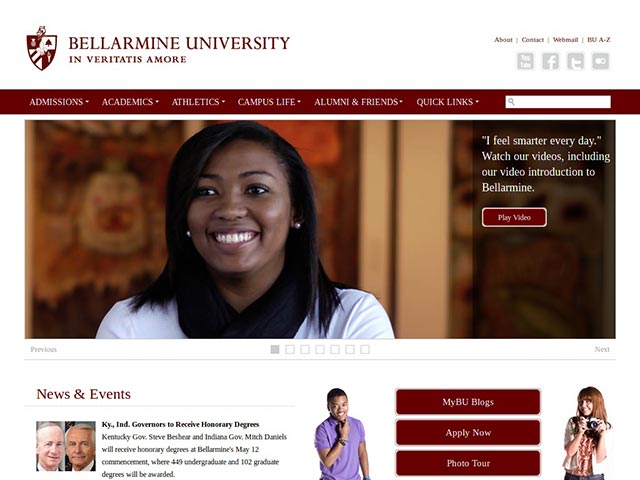 BELLARMINE UNIVERSITY
IN VERITATIS AMORE
About | Contact | Webmail | BU A-Z
You Tube
ADMISSIONS ACADEMICS ATHLETICS CAMPUS LIFE ALUMNI & FRIENDS QUICK LINKS
"I feel smarter every day."
Watch our videos, including
our video introduction to
Bellarmine.
Play Video
Previous
Next
News & Events
Ky., Ind. Governors to Receive Honorary Degrees
Kentucky Gov. Steve Beshear and Indiana Gov. Mitch Daniels
will receive honorary degrees at Bellarmine's May 12
commencement, where 449 undergraduate and 102 graduate
degrees will be awarded.
MyBU Blogs
Apply Now
Photo Tour